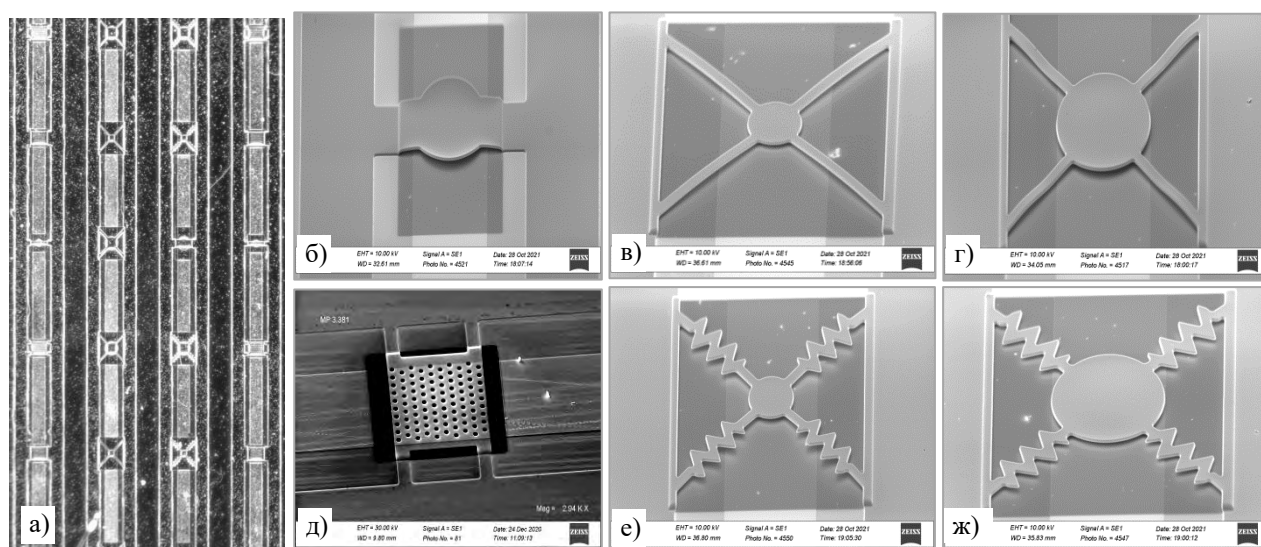 а)
б)
EHT = 10.00 kV Signal A = SE1 Date: 28 Oct 2021
WD = 32.61 mm Photo No. = 4521 Time: 18:07:14
ZEISS
в)
EHT = 10.00 kV Signal A = SE1 Date: 28 Oct 2021
WD = 36.61 mm Photo No. = 4545 Time: 18:56:06
ZEISS
г)
EHT = 10.00 kV Signal A = SE1 Date: 28 Oct 2021
WD = 34.05 mm Photo No. = 4517 Time: 18:00:17
ZEISS
MP 3.381
Mag = 2.94 K X
д)
EHT = 30.00 kV Signal A = SE1 Date: 24 Dec 2020
WD = 9.80 mm Photo No. = 81 Time: 11:09:13
ZEISS
е)
EHT = 10.00 kV Signal A = SE1 Date: 28 Oct 2021
WD = 36.80 mm Photo No. = 4550 Time: 19:05:30
ZEISS
ж)
EHT = 10.00 kV Signal A = SE1 Date: 28 Oct 2021
WD = 35.83 mm Photo No. = 4547 Time: 19:00:12
ZEISS